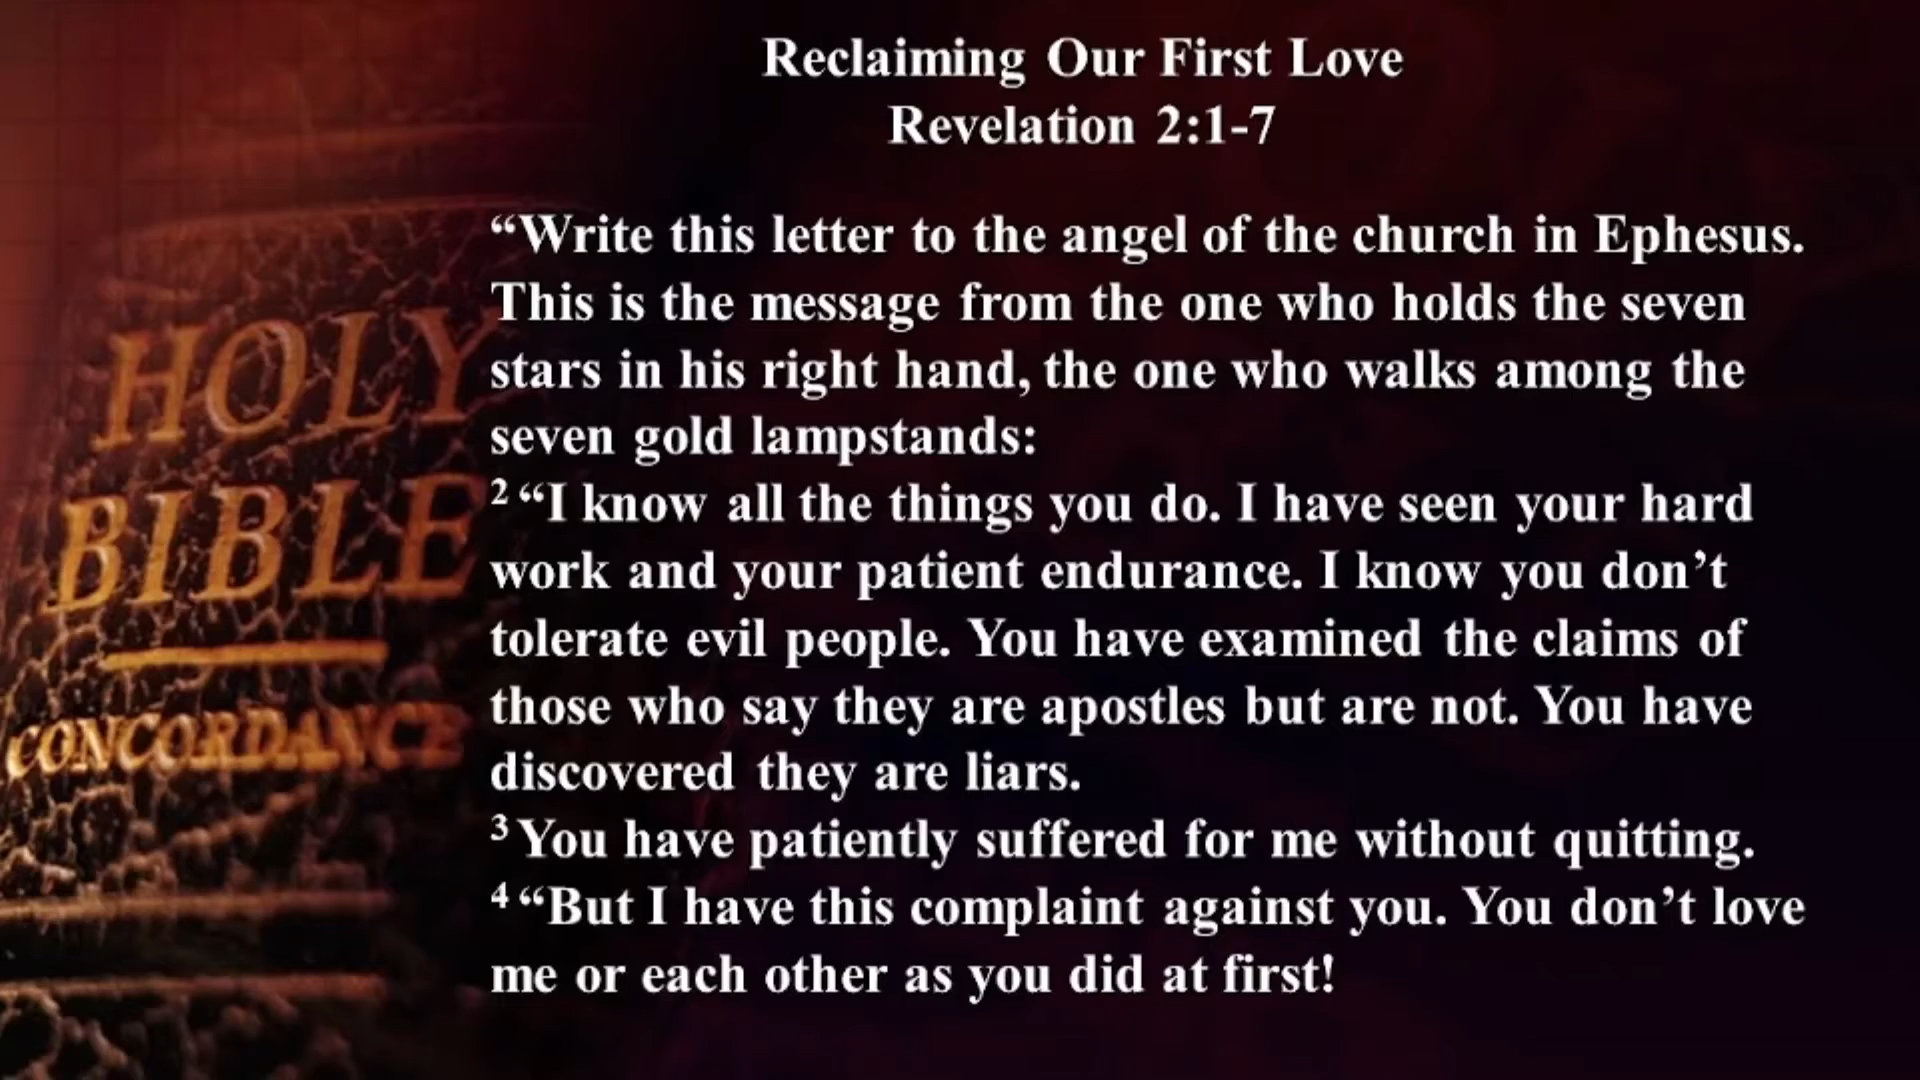 Reclaiming Our First Love
Revelation 2:1-7
“Write this letter to the angel of the church in Ephesus.
This is the message from the one who holds the seven
stars in his right hand, the one who walks among the
seven gold lampstands:
2 “I know all the things you do. I have seen your hard
work and your patient endurance. I know you don’t
tolerate evil people. You have examined the claims of
those who say they are apostles but are not. You have
discovered they are liars.
3 You have patiently suffered for me without quitting.
4 “But I have this complaint against you. You don’t love
me or each other as you did at first!
HOLY
BIBLE
CONCORDANCE